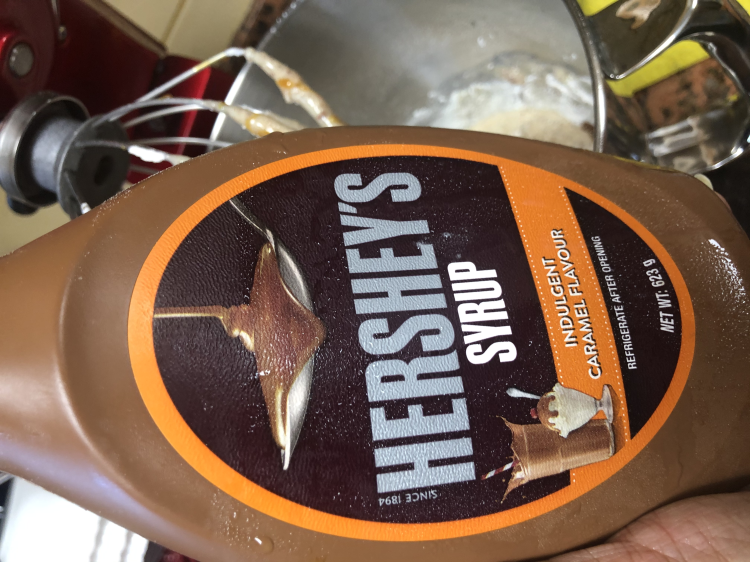 HERSHEY'S
SINCE 1894
SYRUP
INDULGENT
CARAMEL FLAVOUR
REFRIGERATE AFTER OPENING
NET WT: 623 g